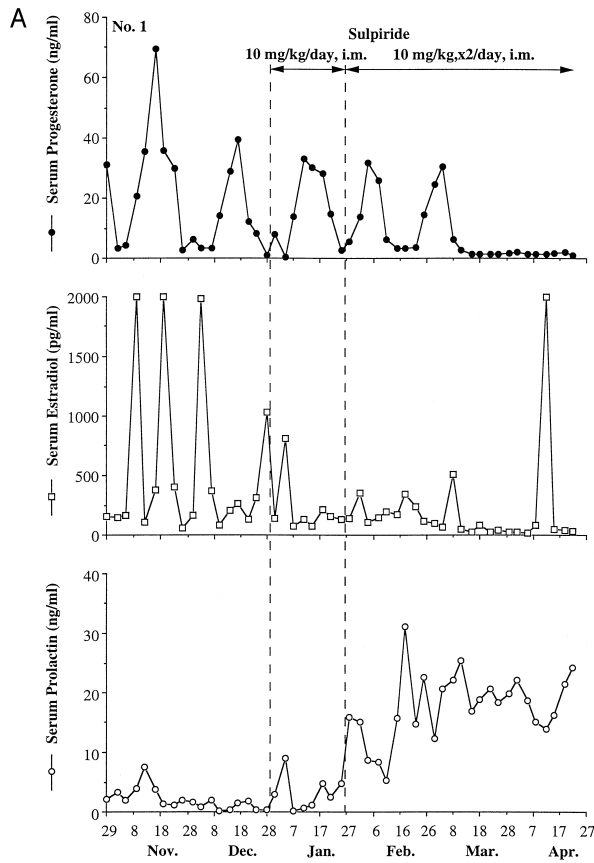 A
No. 1
Sulpiride
10 mg/kg/day, i.m.
10 mg/kg,x2/day, i.m.
Serum Progesterone (ng/ml)
80
60
40
20
0
Serum Estradiol (pg/ml)
2000
1500
1000
500
0
Serum Prolactin (ng/ml)
40
30
20
10
0
29 8 18 28 8 18 28 7 17 27 6 16 26 8 18 28 7 17 27
Nov. Dec. Jan. Feb. Mar. Apr.